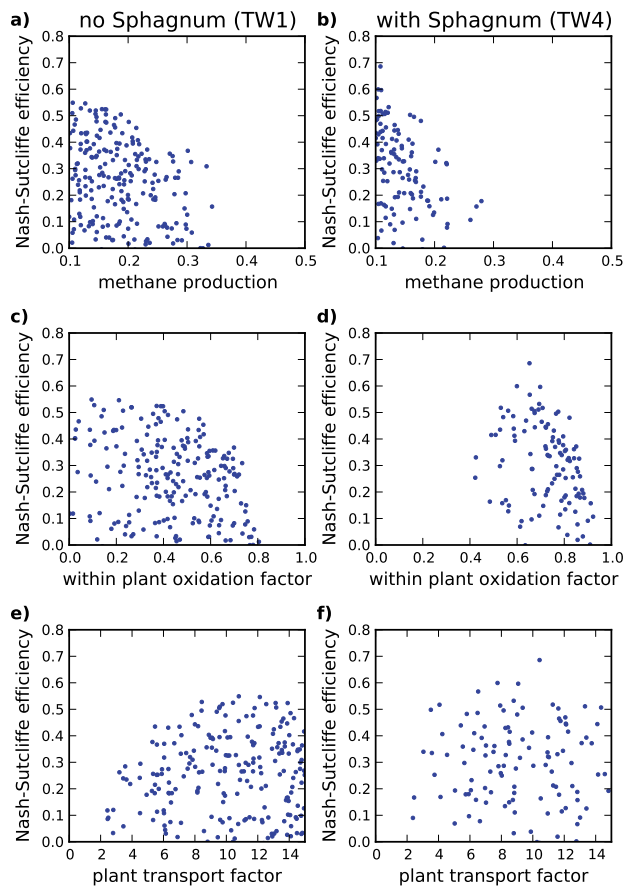 a) no Sphagnum (TW1) b) with Sphagnum (TW4)
0.8 0.8
0.7 0.7
0.6 0.6
0.5 0.5
0.4 0.4
0.3 0.3
0.2 0.2
0.1 0.1
0.0 0.0
Nash-Sutcliffe efficiency Nash-Sutcliffe efficiency
0.1 0.2 0.3 0.4 0.5 0.1 0.2 0.3 0.4 0.5
methane production methane production
c) d)
0.8 0.8
0.7 0.7
0.6 0.6
0.5 0.5
0.4 0.4
0.3 0.3
0.2 0.2
0.1 0.1
0.0 0.0
Nash-Sutcliffe efficiency Nash-Sutcliffe efficiency
0.0 0.2 0.4 0.6 0.8 1.0 0.0 0.2 0.4 0.6 0.8 1.0
within plant oxidation factor within plant oxidation factor
e) f)
0.8 0.8
0.7 0.7
0.6 0.6
0.5 0.5
0.4 0.4
0.3 0.3
0.2 0.2
0.1 0.1
0.0 0.0
Nash-Sutcliffe efficiency Nash-Sutcliffe efficiency
0 2 4 6 8 10 12 14 0 2 4 6 8 10 12 14
plant transport factor plant transport factor